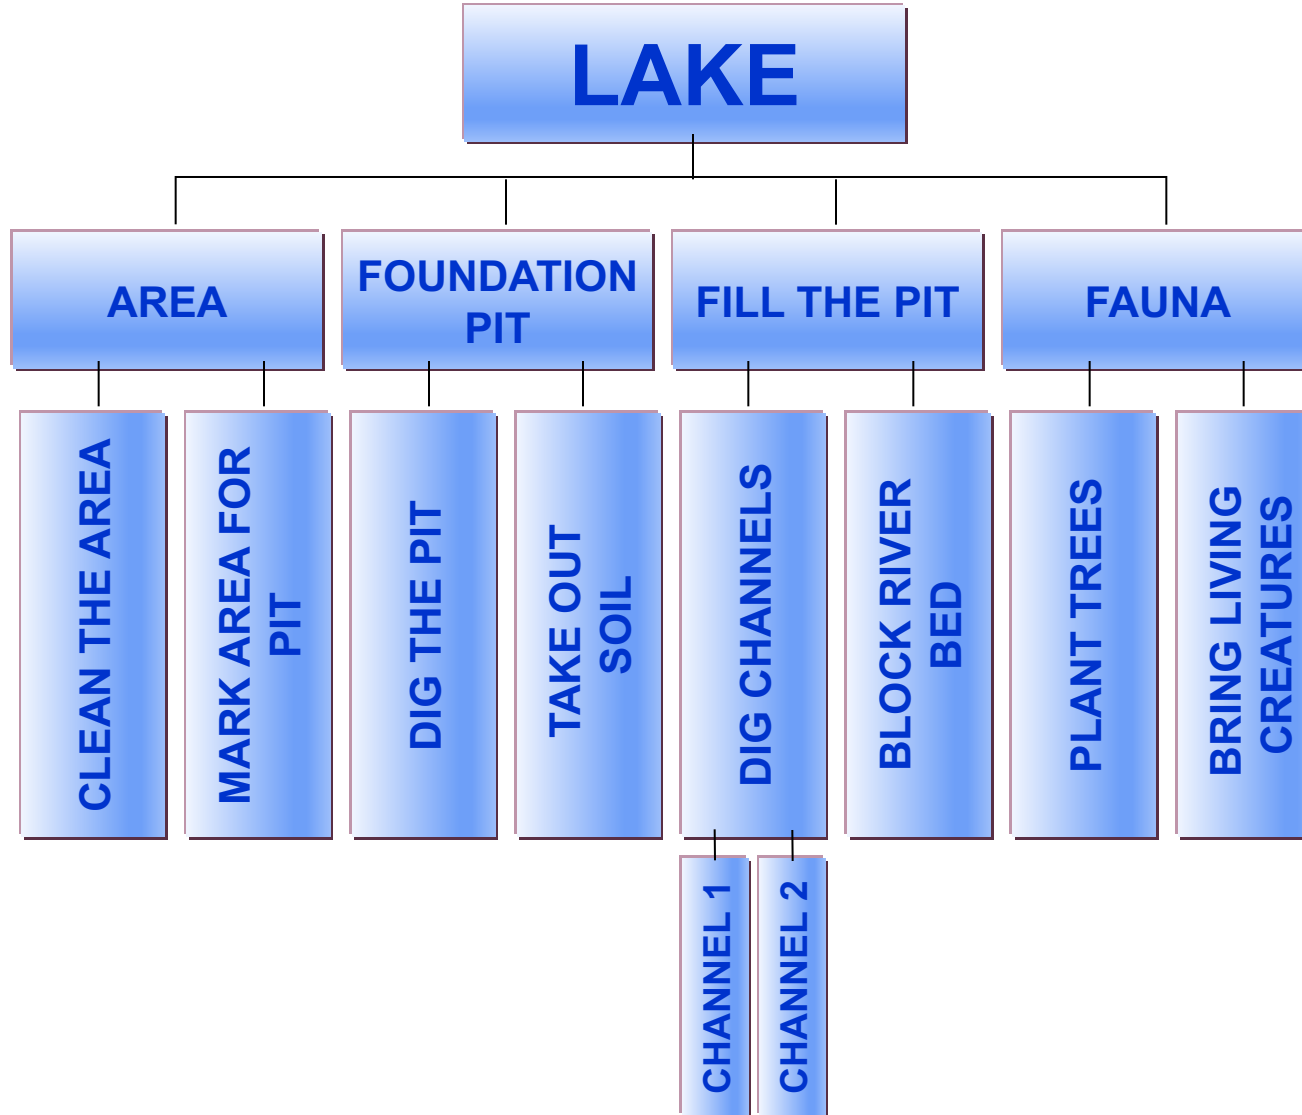 LAKE
AREA
FOUNDATION
PIT
FILL THE PIT
FAUNA
CLEAN THE AREA
MARK AREA FOR
PIT
DIG THE PIT
TAKE OUT
SOIL
DIG CHANNELS
BLOCK RIVER
BED
PLANT TREES
BRING LIVING
CREATURES
CHANNEL 1
CHANNEL 2